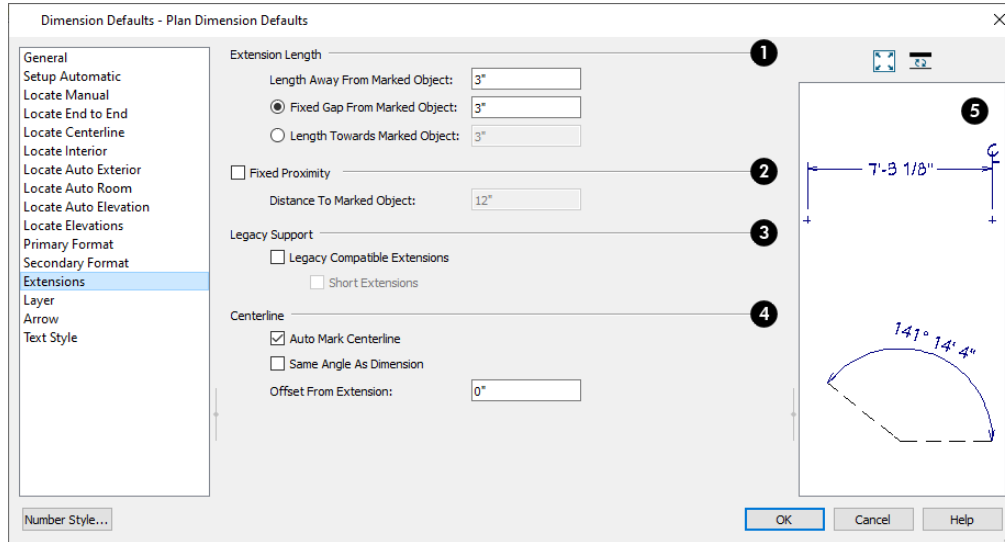 Dimension Defaults - Plan Dimension Defaults
General
Setup Automatic
Locate Manual
Locate End to End
Locate Centerline
Locate Interior
Locate Auto Exterior
Locate Auto Room
Locate Auto Elevation
Locate Elevations
Primary Format
Secondary Format
Extensions
Layer
Arrow
Text Style
Number Style...
Extension Length 1
Length Away From Marked Object: 3"
Fixed Gap From Marked Object: 3"
Length Towards Marked Object: 3"
Fixed Proximity 2
Distance To Marked Object: 12"
Legacy Support 3
Legacy Compatible Extensions
Short Extensions
Centerline 4
Auto Mark Centerline
Same Angle As Dimension
Offset From Extension: 0"
5
7'-3 1/8"
141° 14' 4"
OK Cancel Help